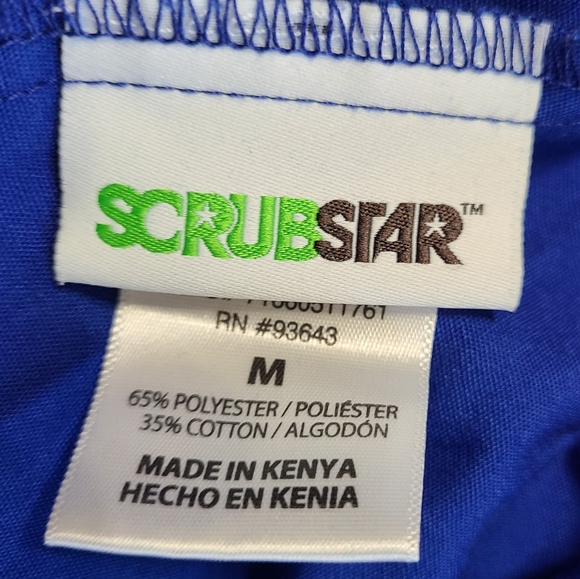 SCRUBSTAR™
RN #93643
M
65% POLYESTER / POLIÉSTER
35% COTTON / ALGODÓN
MADE IN KENYA
HECHO EN KENIA